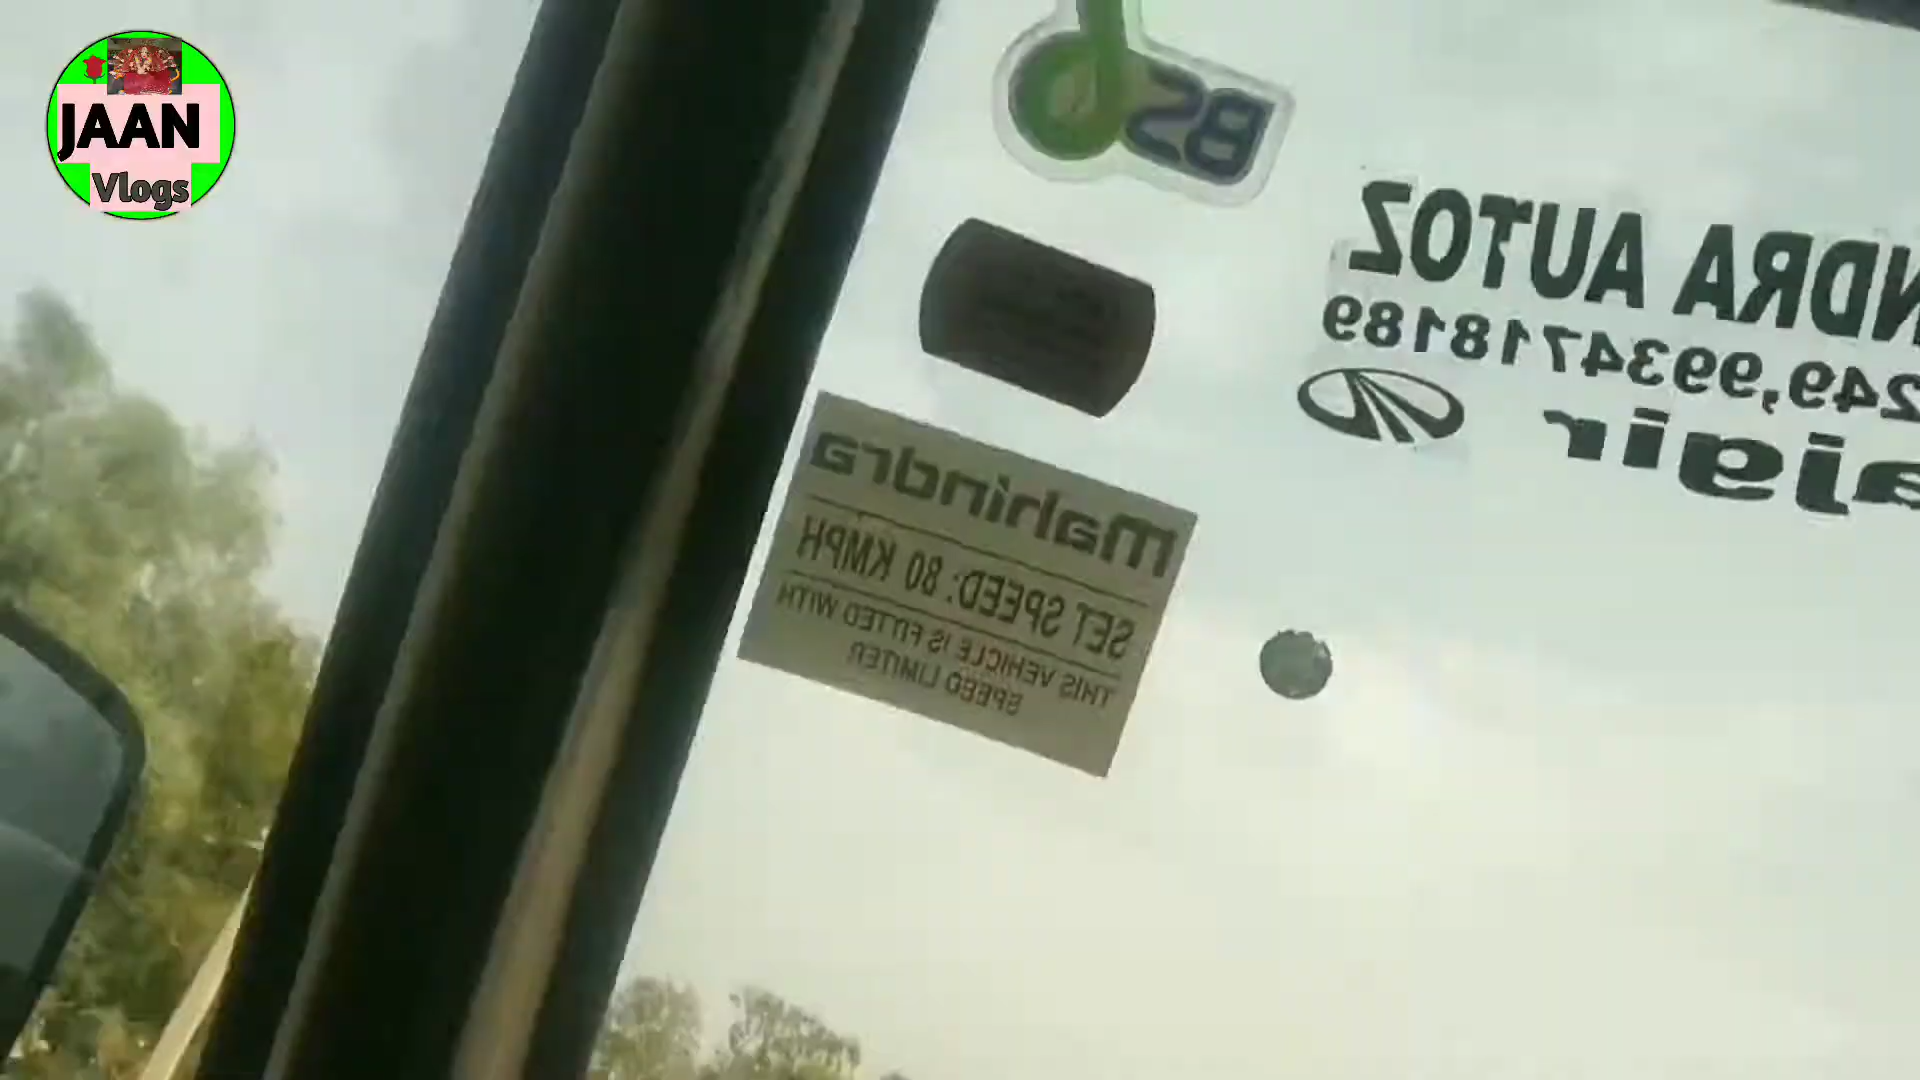 JAAN
Vlogs
BS6
NDRA AUTOZ
249,9934718189
ajgir
mahindra
SET SPEED: 80 KMPH
THIS VEHICLE IS FITTED WITH
SPEED LIMITER